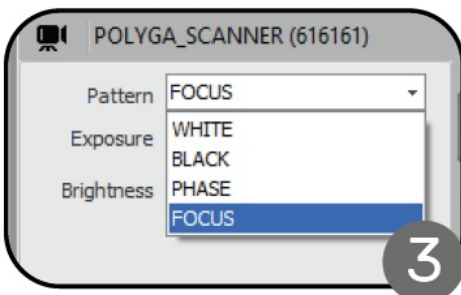 POLYGA_SCANNER (616161)
Pattern FOCUS
Exposure WHITE
BLACK
Brightness PHASE
FOCUS
3